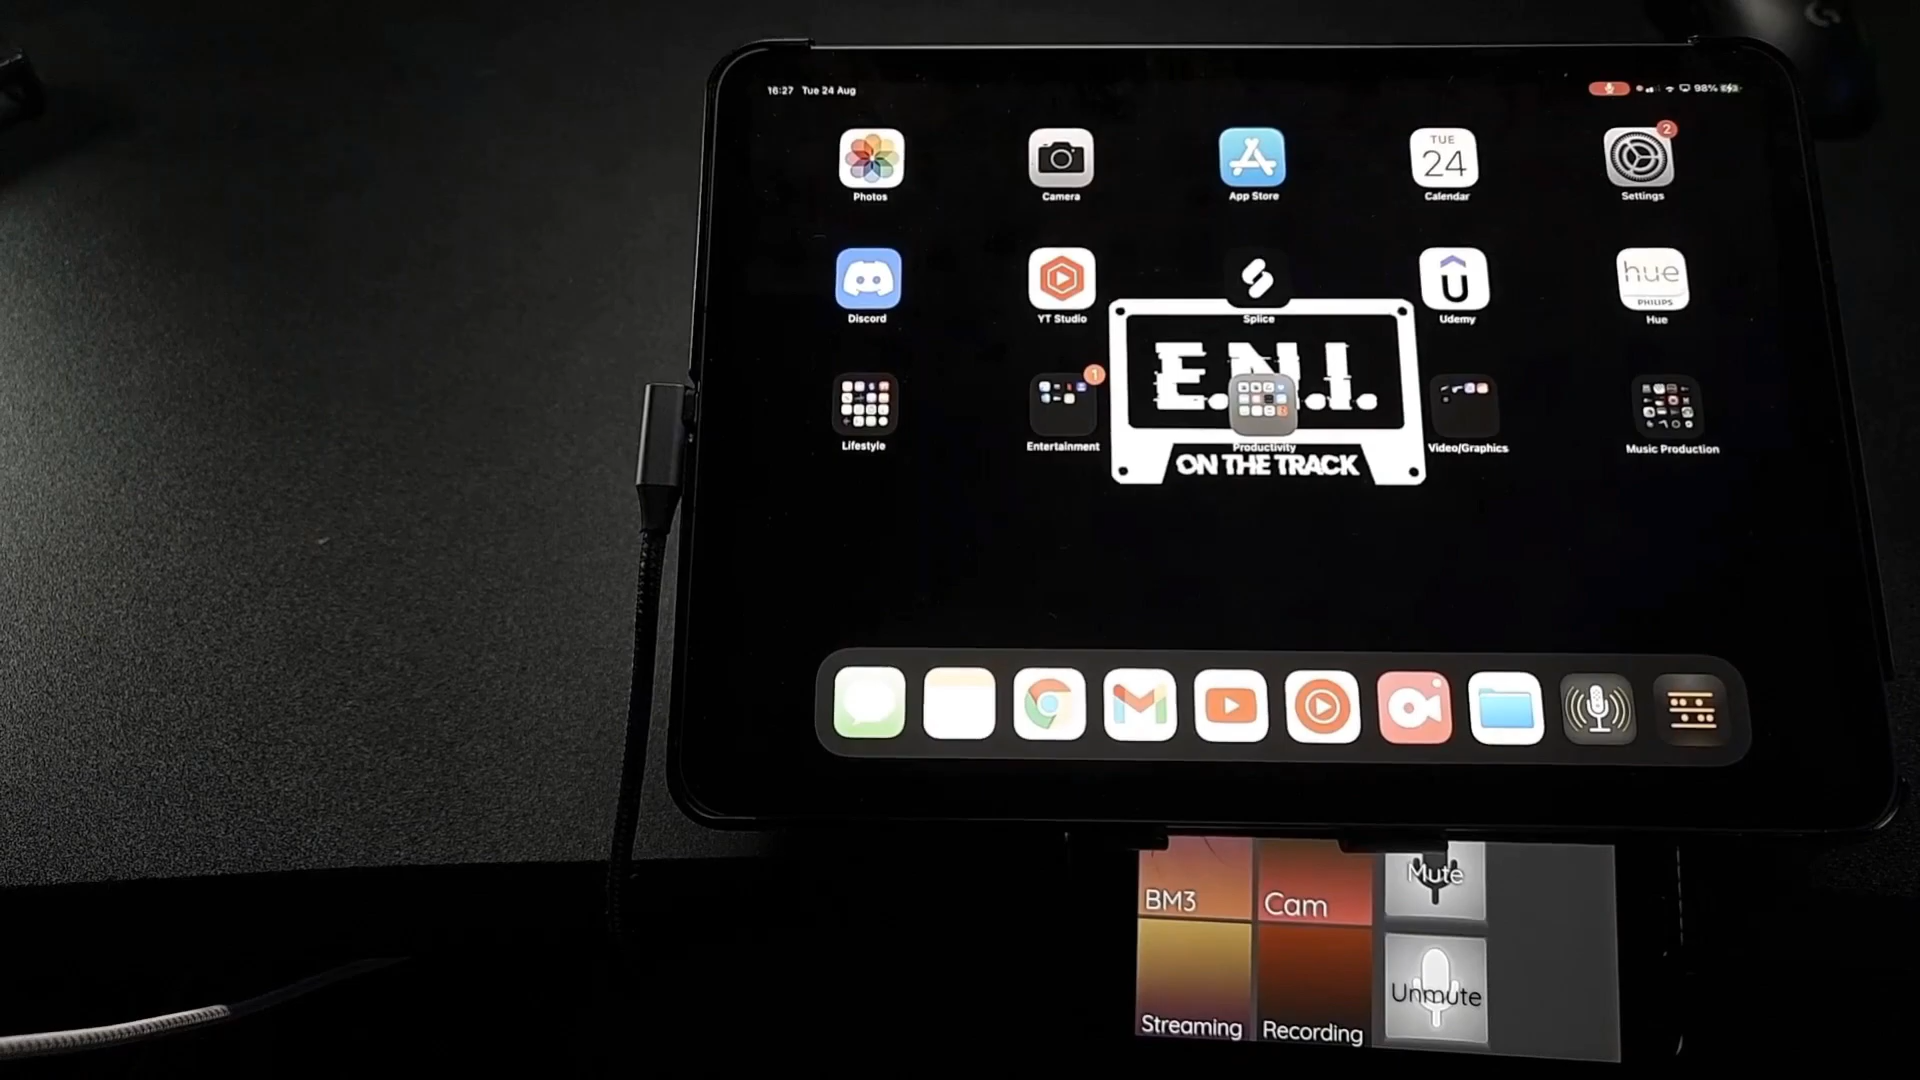 16:27 Tue 24 Aug
98%
TUE
24
2
Photos
Camera
App Store
Calendar
Settings
U
hue
PHILIPS
Discord
YT Studio
Splice
Udemy
Hue
E.N.I.
1
Lifestyle
Entertainment
Productivity
Video/Graphics
Music Production
ON THE TRACK
BM3
Cam
Mute
Streaming
Recording
Unmute